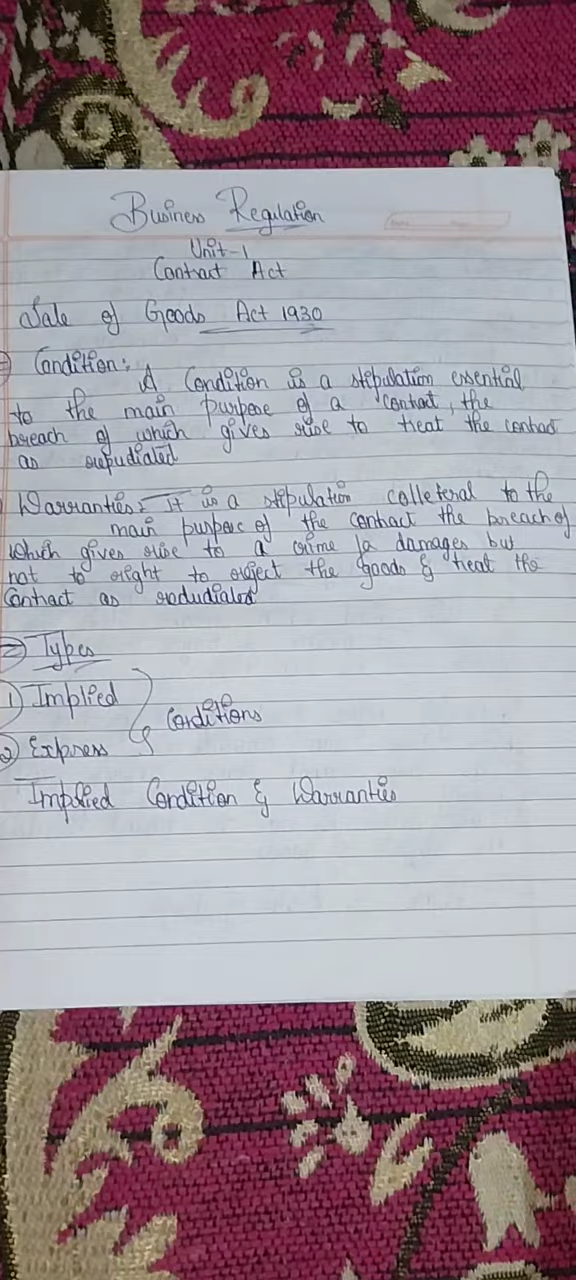 Business Regulation
Unit-1
Contract Act
Sale of Goods Act 1930
Condition:
A Condition is a stipulation essential
to the main purpose of a contract, the
breach of which gives rise to treat the contract
as repudiated
Warranties: It is a stipulation colleteral to the
main purpose of the contract the breach of
which gives rise to a crime for damages but
not to right to reject the goods & treat the
Contract as redudialed
Types
1) Implied
Conditions
2) Express
Implied Condition & Warranties